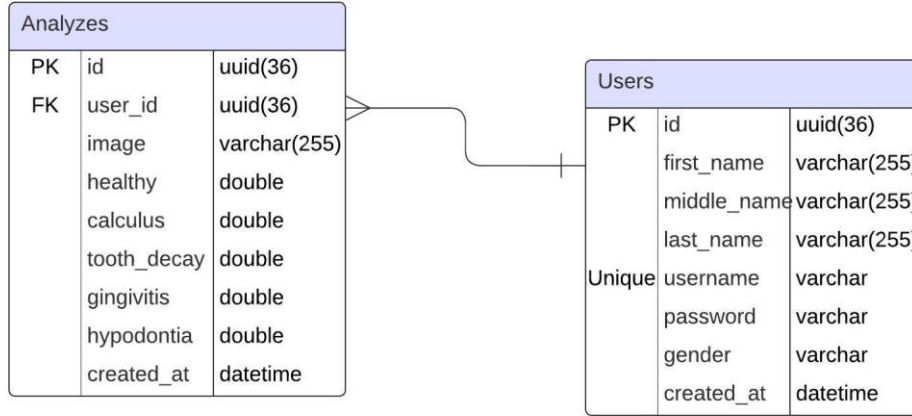 Analyzes
PK id uuid(36)
FK user_id uuid(36)
image varchar(255)
healthy double
calculus double
tooth_decay double
gingivitis double
hypodontia double
created_at datetime
Users
PK id uuid(36)
first_name varchar(255)
middle_name varchar(255)
last_name varchar(255)
Unique username varchar
password varchar
gender varchar
created_at datetime